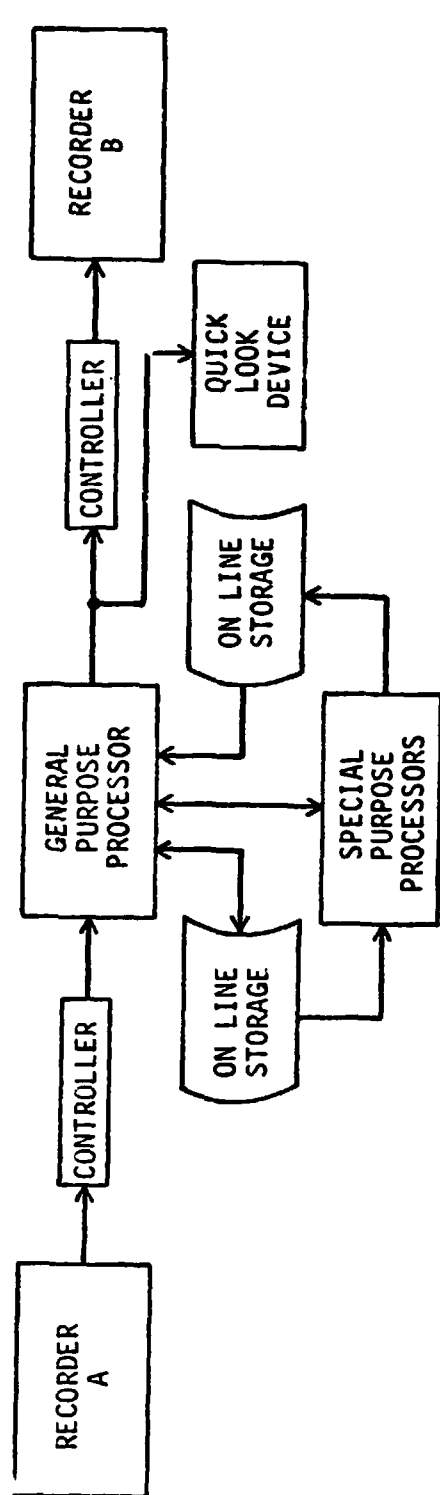 RECORDER
A
CONTROLLER
GENERAL
PURPOSE
PROCESSOR
CONTROLLER
RECORDER
B
ON LINE
STORAGE
ON LINE
STORAGE
QUICK
LOOK
DEVICE
SPECIAL
PURPOSE
PROCESSORS